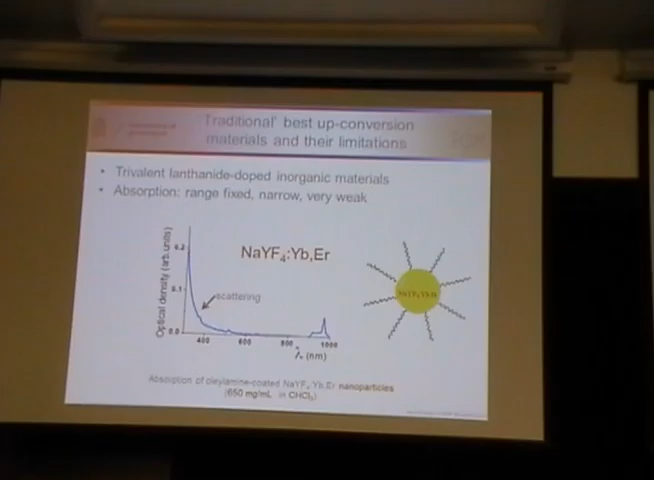 Traditional' best up-conversion
materials and their limitations
• Trivalent lanthanide-doped inorganic materials
• Absorption: range fixed, narrow, very weak
NaYF₄:Yb,Er
Optical density (arb. units)
0.2
0.1
0.0
scattering
400 600 800 1000
λ (nm)
Absorption of oleylamine-coated NaYF₄:Yb,Er nanoparticles
(650 mg/mL in CHCl₃)